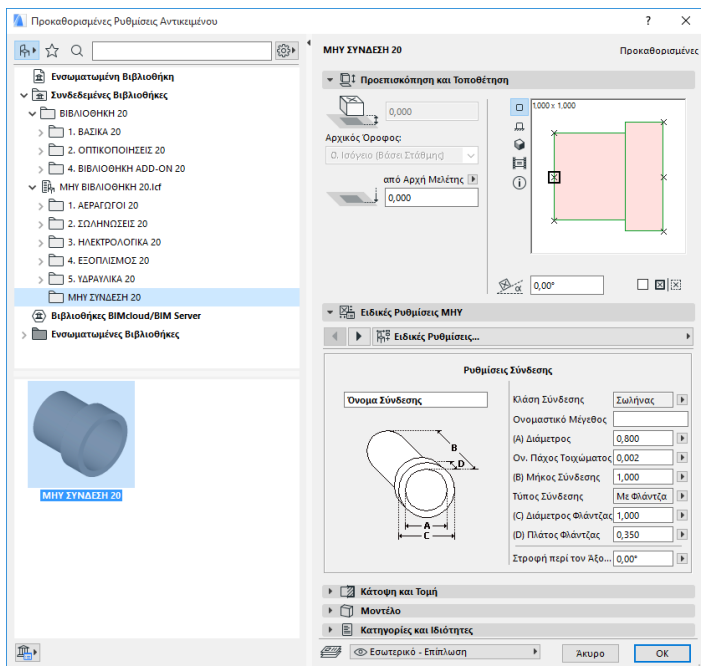 Προκαθορισμένες Ρυθμίσεις Αντικειμένου
?
Ενσωματωμένη Βιβλιοθήκη
Συνδεδεμένες Βιβλιοθήκες
ΒΙΒΛΙΟΘΗΚΗ 20
1. ΒΑΣΙΚΑ 20
2. ΟΠΤΙΚΟΠΟΙΗΣΕΙΣ 20
4. ΒΙΒΛΙΟΘΗΚΗ ADD-ON 20
ΜΗΥ ΒΙΒΛΙΟΘΗΚΗ 20.lcf
1. ΑΕΡΑΓΩΓΟΙ 20
2. ΣΩΛΗΝΩΣΕΙΣ 20
3. ΗΛΕΚΤΡΟΛΟΓΙΚΑ 20
4. ΕΞΟΠΛΙΣΜΟΣ 20
5. ΥΔΡΑΥΛΙΚΑ 20
ΜΗΥ ΣΥΝΔΕΣΗ 20
Βιβλιοθήκες BIMcloud/BIM Server
Ενσωματωμένες Βιβλιοθήκες
ΜΗΥ ΣΥΝΔΕΣΗ 20
ΜΗΥ ΣΥΝΔΕΣΗ 20
Προκαθορισμένες
Προεπισκόπηση και Τοποθέτηση
0,000
Αρχικός Όροφος:
0. Ισόγειο (Βάσει Στάθμης)
από Αρχή Μελέτης
0,000
1.000 x 1.000
α
0,00°
Ειδικές Ρυθμίσεις ΜΗΥ
Ειδικές Ρυθμίσεις...
Ρυθμίσεις Σύνδεσης
Όνομα Σύνδεσης
B
D
A
C
Κλάση Σύνδεσης Σωλήνας
Ονομαστικό Μέγεθος
(A) Διάμετρος 0,800
Ον. Πάχος Τοιχώματος 0,002
(B) Μήκος Σύνδεσης 1,000
Τύπος Σύνδεσης Με Φλάντζα
(C) Διάμετρος Φλάντζας 1,000
(D) Πλάτος Φλάντζας 0,350
Στροφή περί τον Άξο... 0,00°
Κάτοψη και Τομή
Μοντέλο
Κατηγορίες και Ιδιότητες
Εσωτερικό - Επίπλωση
Άκυρο
OK